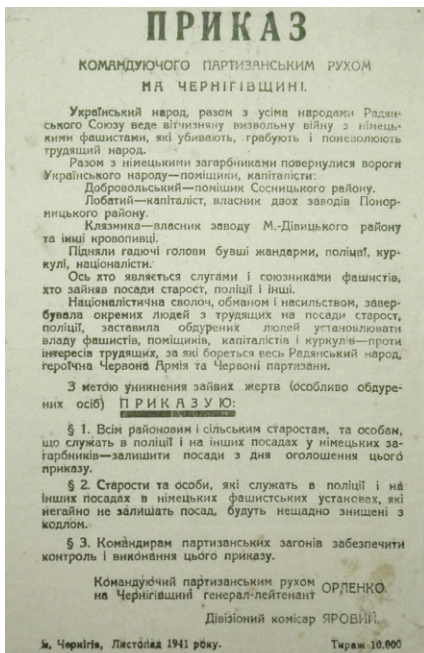 ПРИКАЗ
КОМАНДУЮЧОГО ПАРТИЗАНСЬКИМ РУХОМ
НА ЧЕРНІГІВЩИНІ.
Український народ, разом з усіма народами Радян-
ського Союзу веде вітчизняну визвольну війну з німець-
кими фашистами, які убивають, грабують і поневолюють
трудящий народ.
Разом з німецькими загарбниками повернулися вороги
Українського народу—поміщики, капіталісти:
Добровольський—поміщик Сосницького району.
Лобатий—капіталіст, власник двох заводів Понор-
ницького району.
Клязника—власник заводу М.-Дівицького району
та інші кровопивці.
Підняли гадючі голови бувші жандарми, поліцаї, кур-
кулі, націоналісти.
Ось хто являється слугами і союзниками фашистів,
хто зайняв посади старост, поліції і інші.
Націоналістична сволоч, обманом і насильством, завер-
бувала окремих людей з трудящих на посади старост,
поліції, заставила обдурених людей установлювати
владу фашистів, поміщиків, капіталістів і куркулів—проти
інтересів трудящих, за які бореться весь Радянський народ,
героїчна Червона Армія та Червоні партизани.
З метою уникнення зайвих жертв (особливо обдуре-
них осіб) ПРИКАЗУЮ:
§ 1. Всім районовим і сільським старостам, та особам,
що служать в поліції і на інших посадах у німецьких за-
гарбників—залишити посади з дня оголошення цього
приказу.
§ 2. Старости та особи, які служать в поліції і на
інших посадах в німецьких фашистських установах, які
негайно не залишать посад, будуть нещадно знищені з
кодлом.
§ 3. Командирам партизанських загонів забезпечити
контроль і виконання цього приказу.
Командуючий партизанським рухом
на Чернігівщині генерал-лейтенант ОРЛЕНКО.
Дівізіоний комісар ЯРОВИЙ.
м. Чернігів, Листопад 1941 року. Тираж 10.000